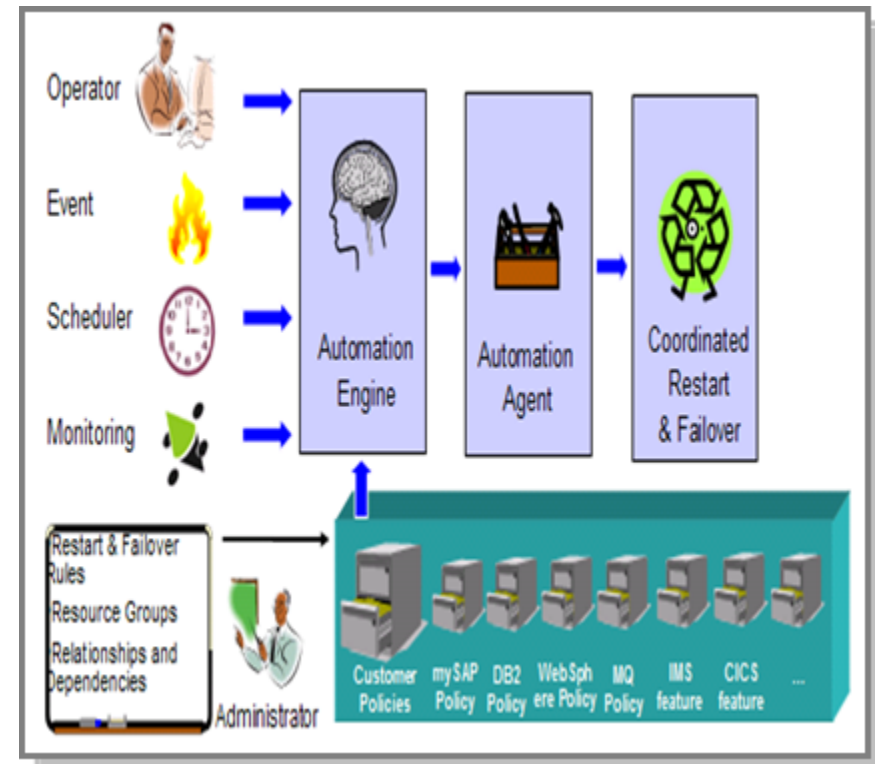 Operator
Event
Scheduler
Monitoring
Automation
Engine
Automation
Agent
Coordinated
Restart
& Failover
Restart & Failover
Rules
Resource Groups
Relationships and
Dependencies
Administrator
Customer
Policies
mySAP
Policy
DB2
Policy
WebSph
ere Policy
MQ
Policy
IMS
feature
CICS
feature
...